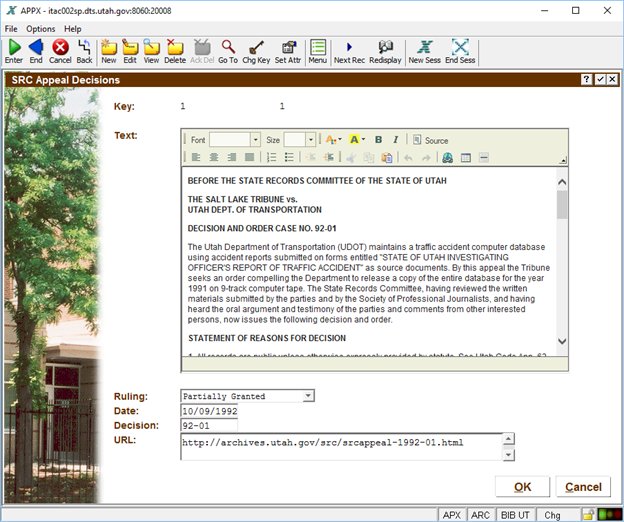 APPX - itac002sp.dts.utah.gov:8060:20008
File Options Help
Enter End Cancel Back New Edit View Delete Ack Del Go To Chg Key Set Attr Menu Next Rec Redisplay New Sess End Sess
SRC Appeal Decisions
Key: 1 1
Text:
Font Size B I Source
BEFORE THE STATE RECORDS COMMITTEE OF THE STATE OF UTAH
THE SALT LAKE TRIBUNE vs.
UTAH DEPT. OF TRANSPORTATION
DECISION AND ORDER CASE NO. 92-01
The Utah Department of Transportation (UDOT) maintains a traffic accident computer database
using accident reports submitted on forms entitled "STATE OF UTAH INVESTIGATING
OFFICER'S REPORT OF TRAFFIC ACCIDENT" as source documents. By this appeal the Tribune
seeks an order compelling the Department to release a copy of the entire database for the year
1991 on 9-track computer tape. The State Records Committee, having reviewed the written
materials submitted by the parties and by the Society of Professional Journalists, and having
heard the oral argument and testimony of the parties and comments from other interested
persons, now issues the following decision and order.
STATEMENT OF REASONS FOR DECISION
1. All records are public unless otherwise expressly provided by statute. See Utah Code Ann. 63
Ruling: Partially Granted
Date: 10/09/1992
Decision: 92-01
URL: http://archives.utah.gov/src/srcappeal-1992-01.html
OK Cancel
APX ARC BIB UT Chg